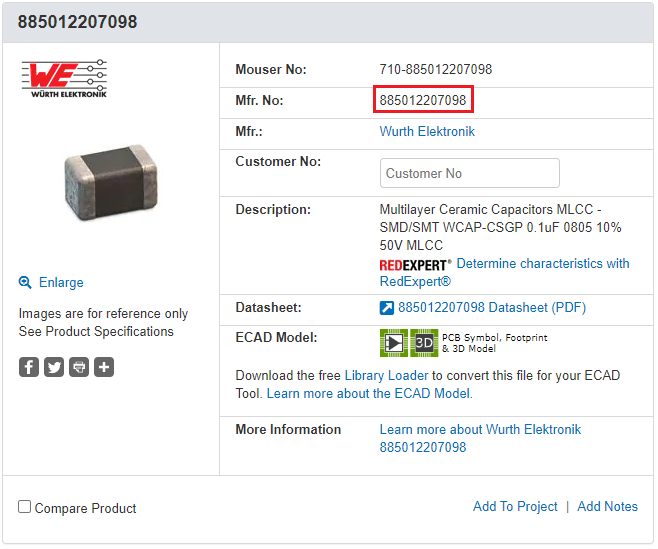 885012207098
WE
WÜRTH ELEKTRONIK
Enlarge
Images are for reference only
See Product Specifications
Mouser No: 710-885012207098
Mfr. No: 885012207098
Mfr.: Wurth Elektronik
Customer No: Customer No
Description: Multilayer Ceramic Capacitors MLCC -
SMD/SMT WCAP-CSGP 0.1uF 0805 10%
50V MLCC
REDEXPERT® Determine characteristics with
RedExpert®
Datasheet: 885012207098 Datasheet (PDF)
ECAD Model: 3D PCB Symbol, Footprint
& 3D Model
Download the free Library Loader to convert this file for your ECAD
Tool. Learn more about the ECAD Model.
More Information Learn more about Wurth Elektronik
885012207098
Compare Product
Add To Project | Add Notes